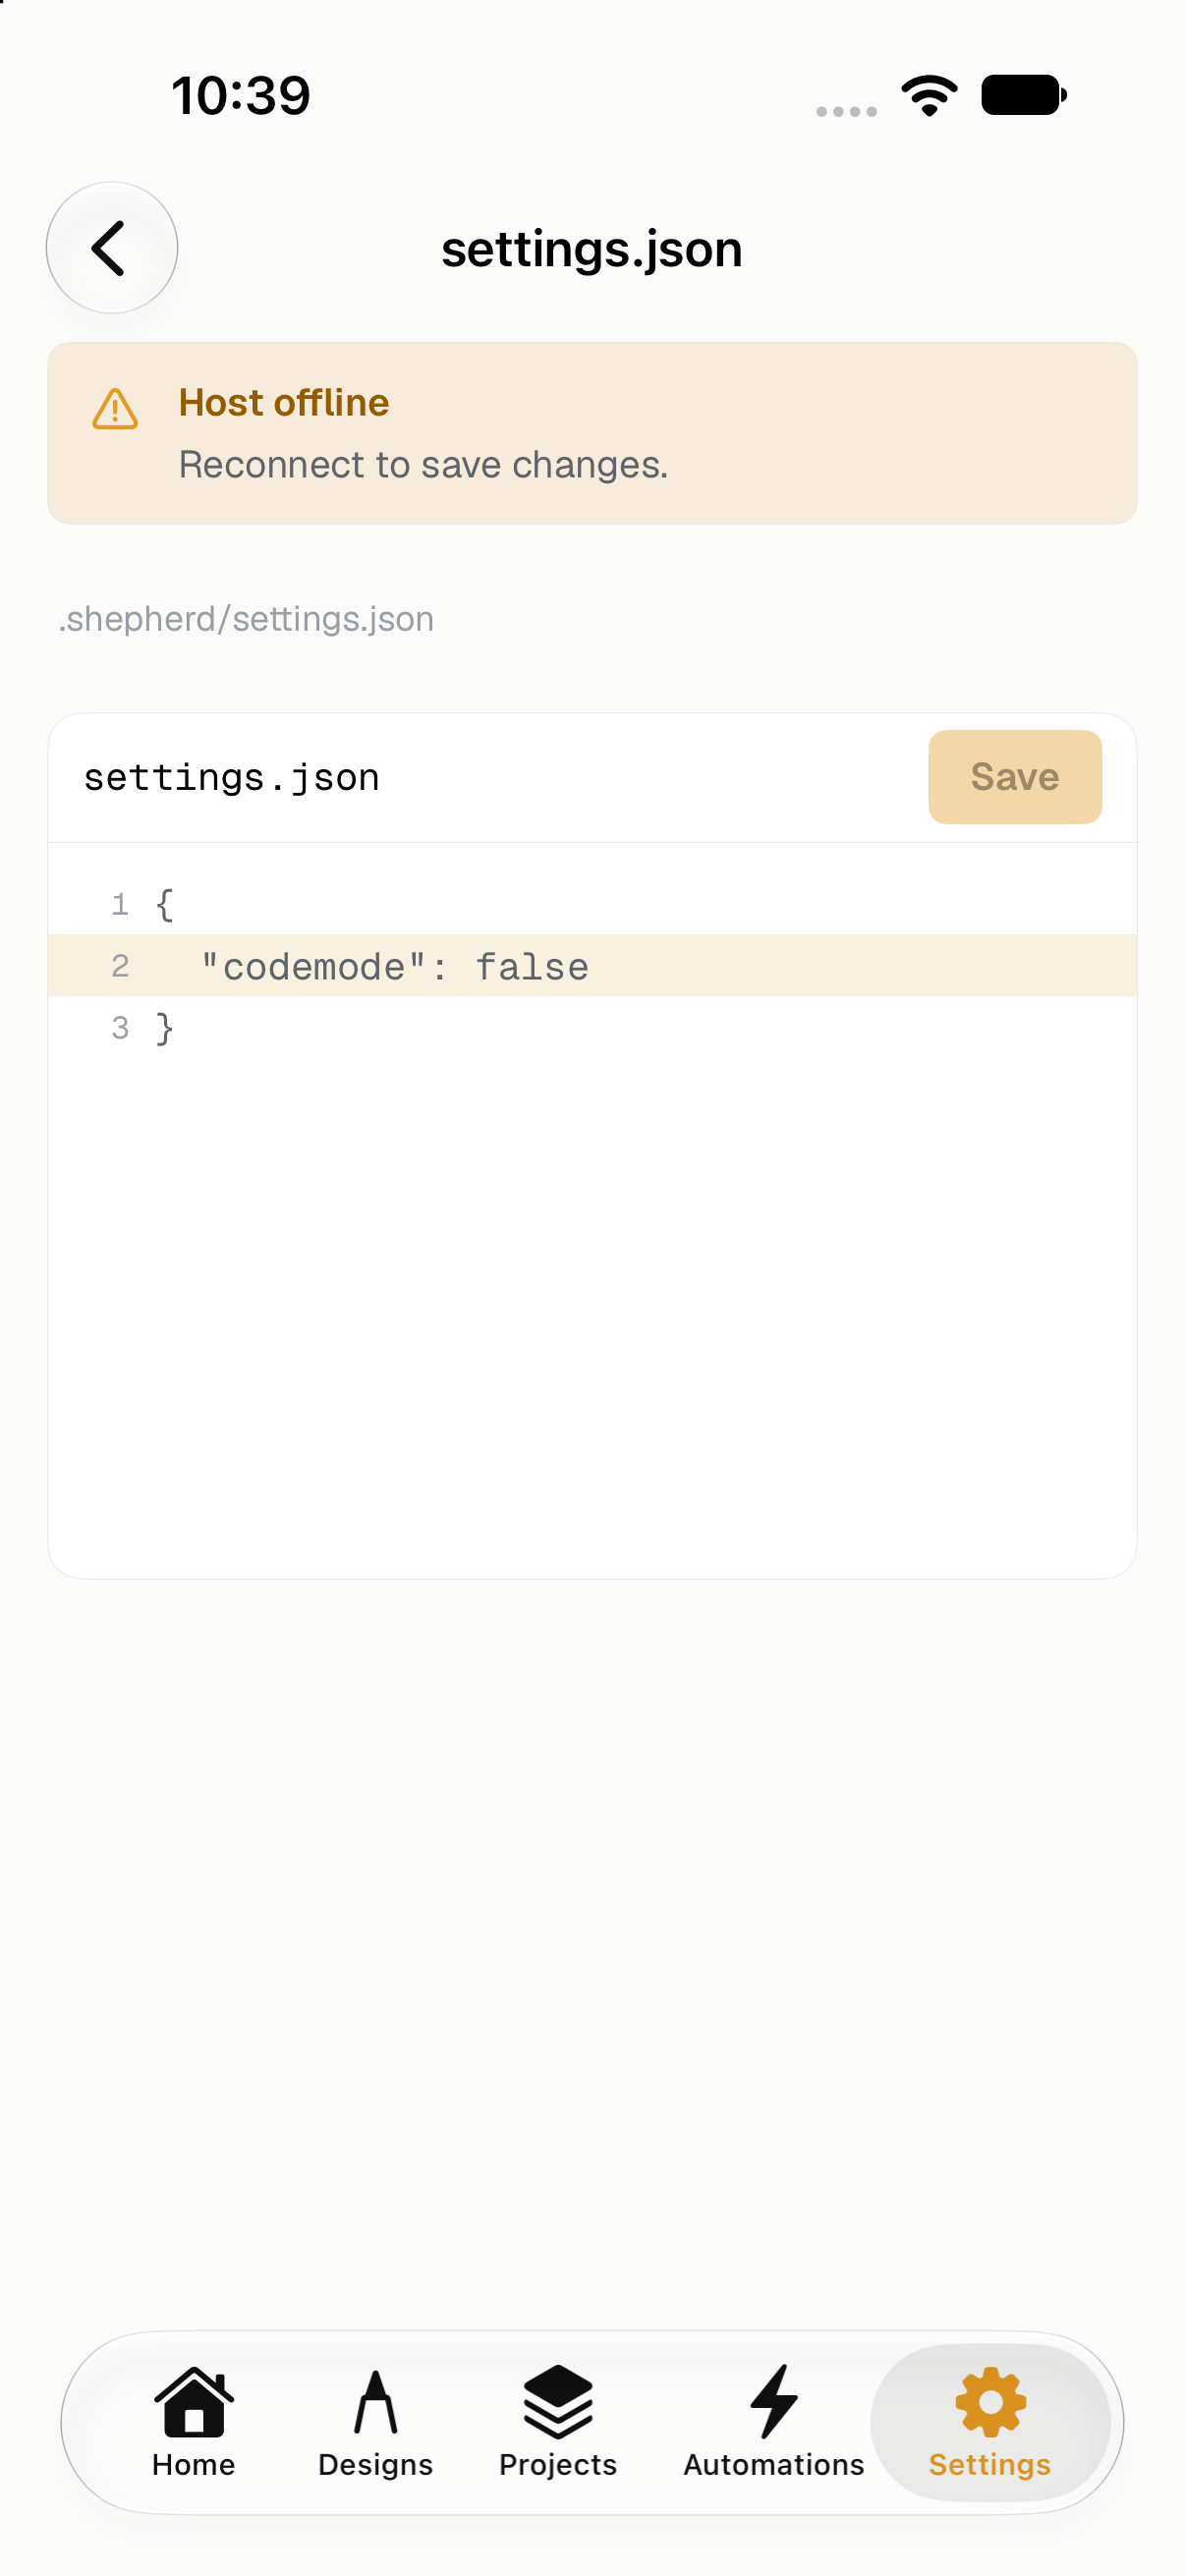 10:39
settings.json
Host offline
Reconnect to save changes.
.shepherd/settings.json
settings.json
Save
1 {
2   "codemode": false
3 }
Home
Designs
Projects
Automations
Settings